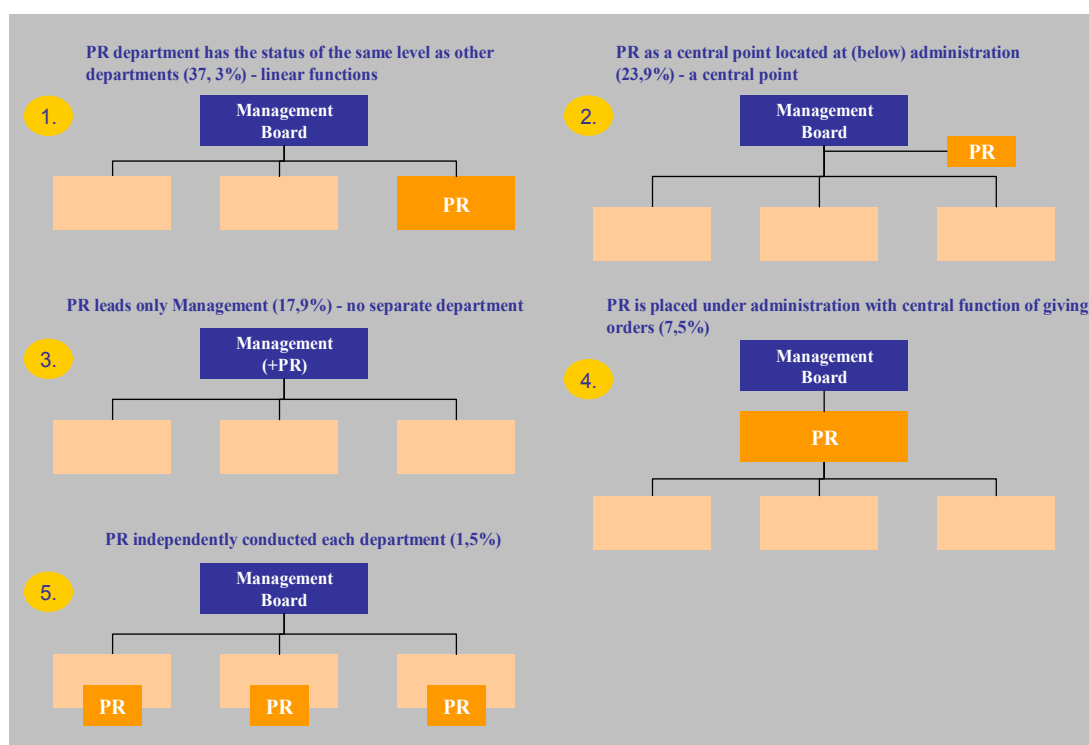 PR department has the status of the same level as other
departments (37, 3%) - linear functions
1.
Management
Board
PR
PR as a central point located at (below) administration
(23,9%) - a central point
2.
Management
Board
PR
PR leads only Management (17,9%) - no separate department
3.
Management
(+PR)
PR is placed under administration with central function of giving
orders (7,5%)
4.
Management
Board
PR
PR independently conducted each department (1,5%)
5.
Management
Board
PR
PR
PR